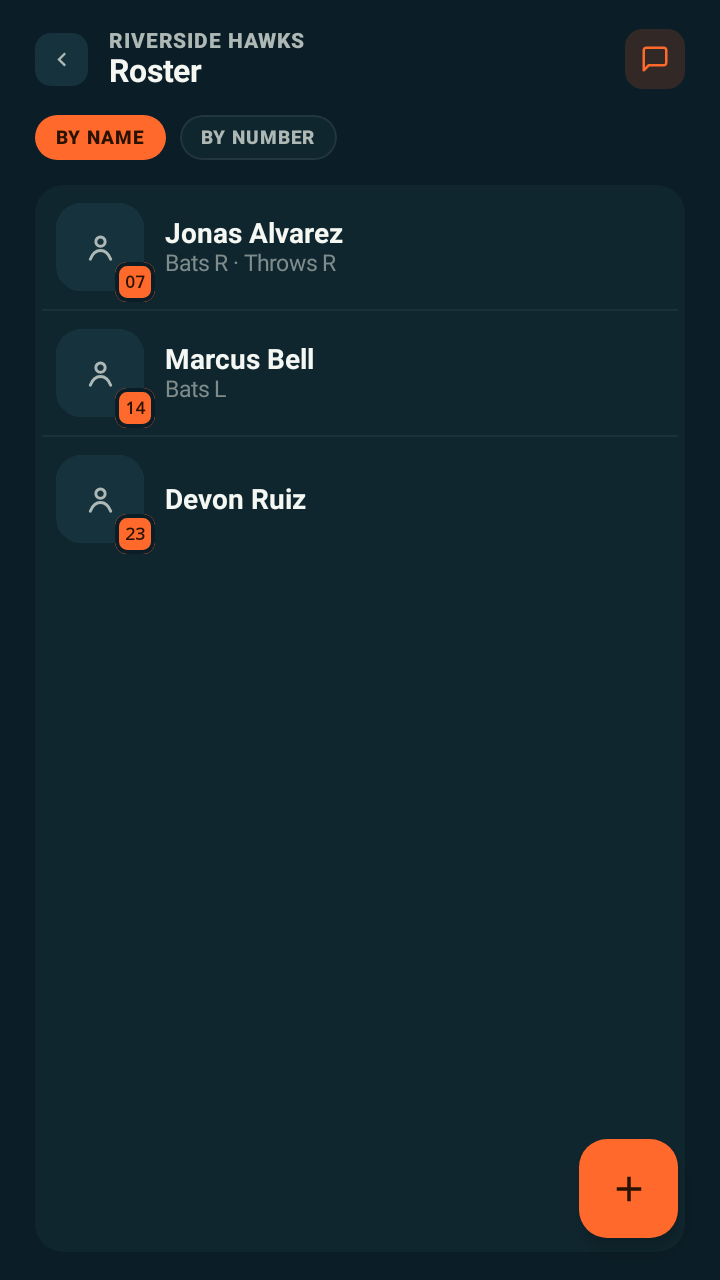 RIVERSIDE HAWKS
Roster
BY NAME
BY NUMBER
Jonas Alvarez
Bats R · Throws R
07
Marcus Bell
Bats L
14
Devon Ruiz
23